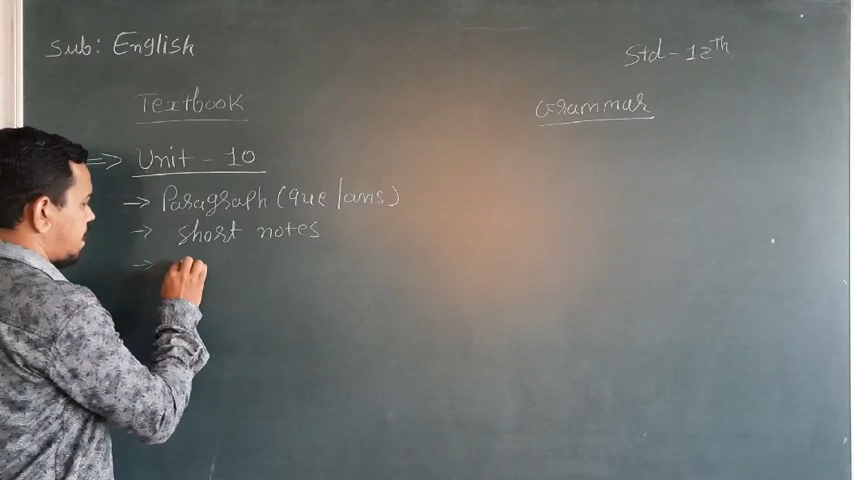 Sub: English
Std - 12th
Textbook
Grammar
=> Unit - 10
→ Paragraph (que/ans)
→ short notes
→